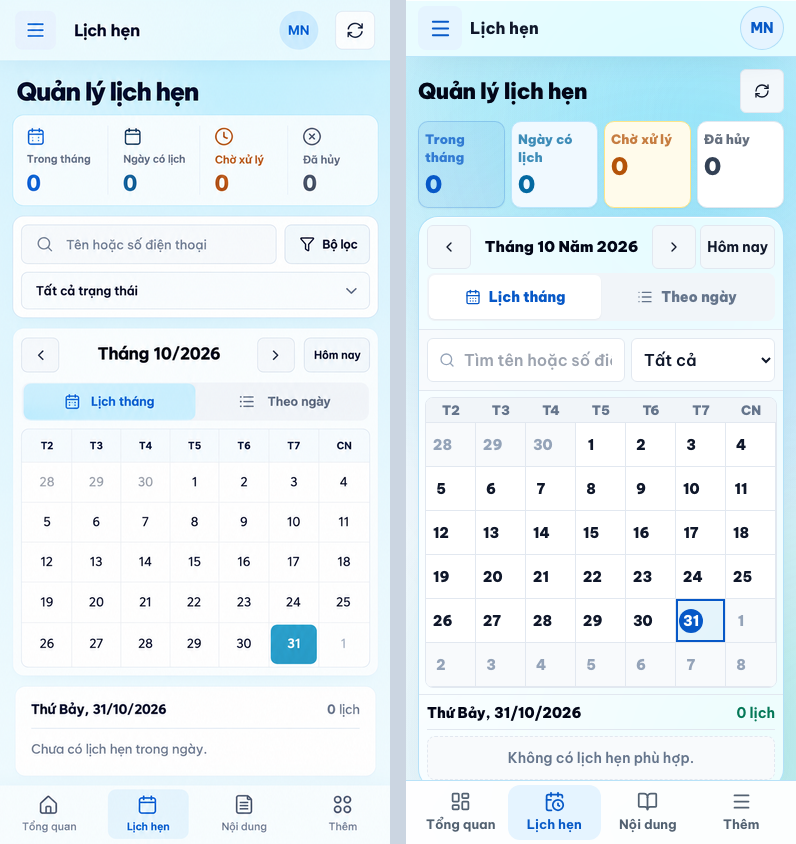 Lịch hẹn
MN
Quản lý lịch hẹn
Trong tháng
0
Ngày có lịch
0
Chờ xử lý
0
Đã hủy
0
Tên hoặc số điện thoại
Bộ lọc
Tất cả trạng thái
Tháng 10/2026
Hôm nay
Lịch tháng
Theo ngày
T2 T3 T4 T5 T6 T7 CN
28 29 30 1 2 3 4
5 6 7 8 9 10 11
12 13 14 15 16 17 18
19 20 21 22 23 24 25
26 27 28 29 30 31 1
Thứ Bảy, 31/10/2026
0 lịch
Chưa có lịch hẹn trong ngày.
Tổng quan
Lịch hẹn
Nội dung
Thêm
Lịch hẹn
MN
Quản lý lịch hẹn
Trong
tháng
0
Ngày có
lịch
0
Chờ xử lý
0
Đã hủy
0
Tháng 10 Năm 2026
Hôm nay
Lịch tháng
Theo ngày
Tìm tên hoặc số
Tất cả
T2 T3 T4 T5 T6 T7 CN
28 29 30 1 2 3 4
5 6 7 8 9 10 11
12 13 14 15 16 17 18
19 20 21 22 23 24 25
26 27 28 29 30 31 1
2 3 4 5 6 7 8
Thứ Bảy, 31/10/2026
0 lịch
Không có lịch hẹn phù hợp.
Tổng quan
Lịch hẹn
Nội dung
Thêm